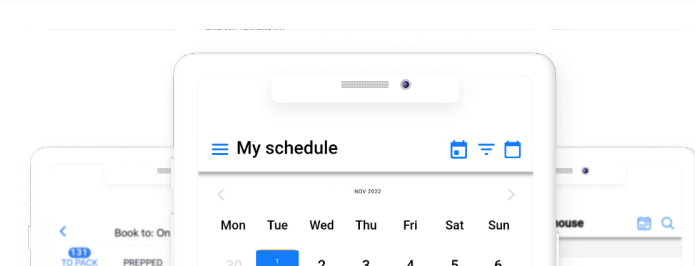 My schedule
NOV 2022
Mon Tue Wed Thu Fri Sat Sun
30 1 2 3 4 5 6
Book to: On
131
TO PACK PREPPED
house